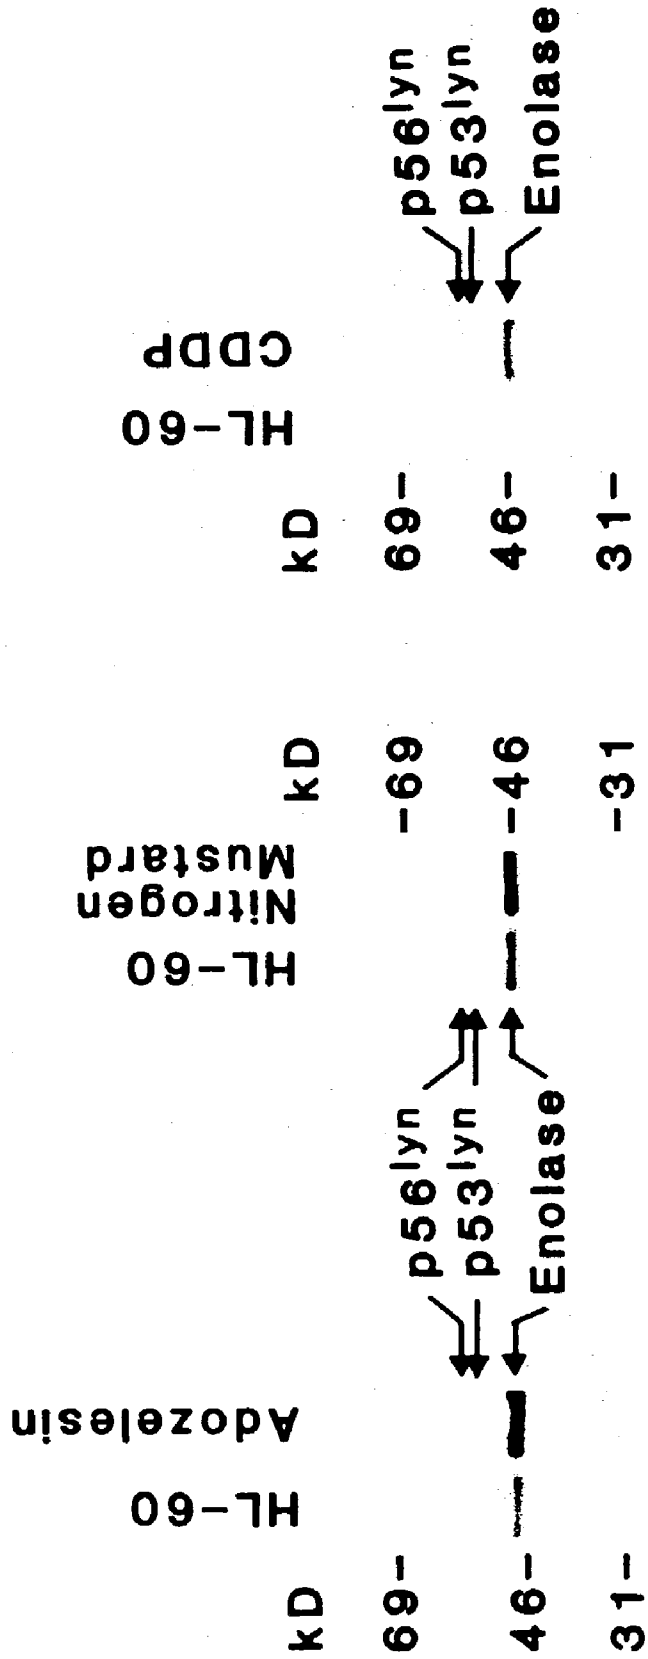 kD
69-
46-
31-
HL-60
Adozelesin
p56lyn
p53lyn
Enolase
HL-60
Nitrogen
Mustard
kD
-69
-46
-31
kD
69-
46-
31-
HL-60
CDDP
p56lyn
p53lyn
Enolase